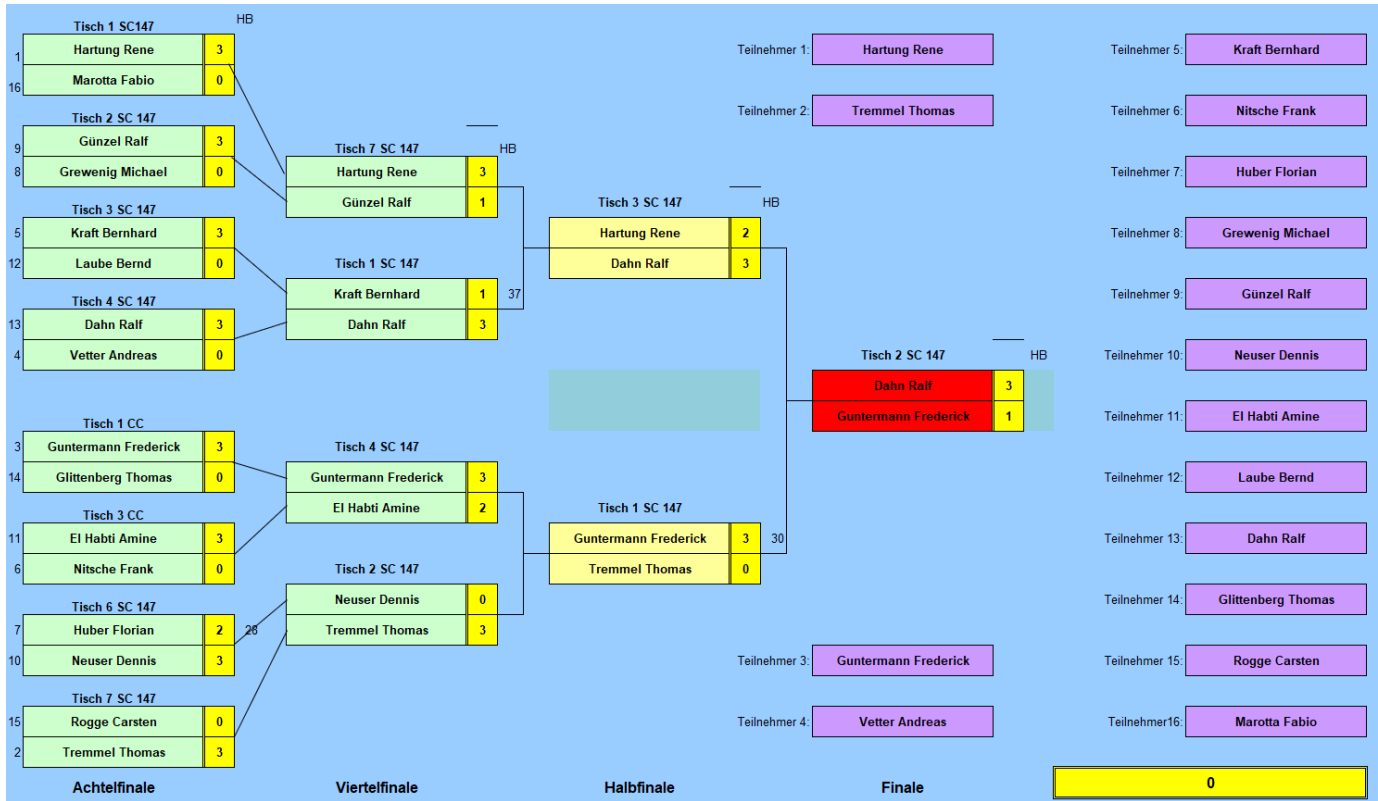 HB
Tisch 1 SC147
1 Hartung Rene 3
16 Marotta Fabio 0
Tisch 2 SC 147
9 Günzel Ralf 3
8 Grewenig Michael 0
Tisch 3 SC 147
5 Kraft Bernhard 3
12 Laube Bernd 0
Tisch 4 SC 147
13 Dahn Ralf 3
4 Vetter Andreas 0
Tisch 1 CC
3 Guntermann Frederick 3
14 Glittenberg Thomas 0
Tisch 3 CC
11 El Habti Amine 3
6 Nitsche Frank 0
Tisch 6 SC 147
7 Huber Florian 2 28
10 Neuser Dennis 3
Tisch 7 SC 147
15 Rogge Carsten 0
2 Tremmel Thomas 3
Achtelfinale
Tisch 7 SC 147 HB
Hartung Rene 3
Günzel Ralf 1
Tisch 1 SC 147
Kraft Bernhard 1 37
Dahn Ralf 3
Tisch 4 SC 147
Guntermann Frederick 3
El Habti Amine 2
Tisch 2 SC 147
Neuser Dennis 0
Tremmel Thomas 3
Viertelfinale
Tisch 3 SC 147 HB
Hartung Rene 2
Dahn Ralf 3
Tisch 1 SC 147
Guntermann Frederick 3 30
Tremmel Thomas 0
Halbfinale
Teilnehmer 1: Hartung Rene
Teilnehmer 2: Tremmel Thomas
Tisch 2 SC 147 HB
Dahn Ralf 3
Guntermann Frederick 1
Teilnehmer 3: Guntermann Frederick
Teilnehmer 4: Vetter Andreas
Finale
Teilnehmer 5: Kraft Bernhard
Teilnehmer 6: Nitsche Frank
Teilnehmer 7: Huber Florian
Teilnehmer 8: Grewenig Michael
Teilnehmer 9: Günzel Ralf
Teilnehmer 10: Neuser Dennis
Teilnehmer 11: El Habti Amine
Teilnehmer 12: Laube Bernd
Teilnehmer 13: Dahn Ralf
Teilnehmer 14: Glittenberg Thomas
Teilnehmer 15: Rogge Carsten
Teilnehmer16: Marotta Fabio
0